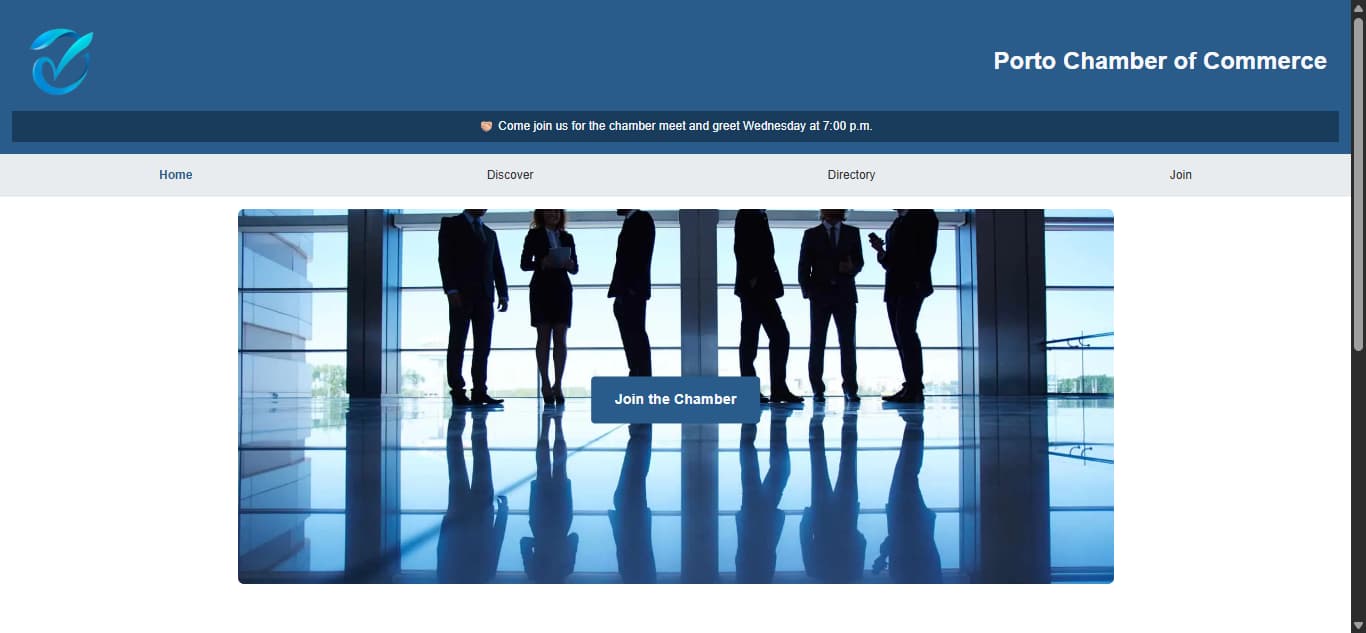 Porto Chamber of Commerce
🤝 Come join us for the chamber meet and greet Wednesday at 7:00 p.m.
Home
Discover
Directory
Join
Join the Chamber